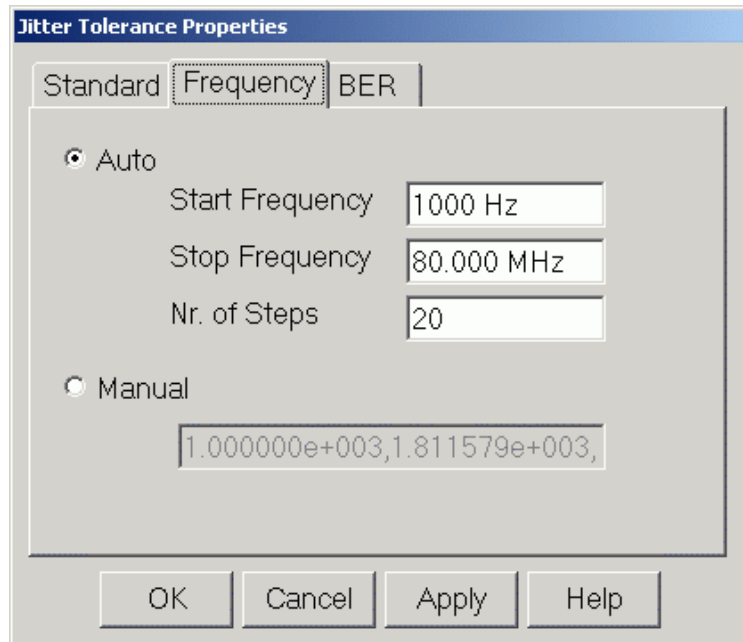 Jitter Tolerance Properties
Standard Frequency BER
Auto
Start Frequency 1000 Hz
Stop Frequency 80.000 MHz
Nr. of Steps 20
Manual
1.000000e+003,1.811579e+003,
OK Cancel Apply Help